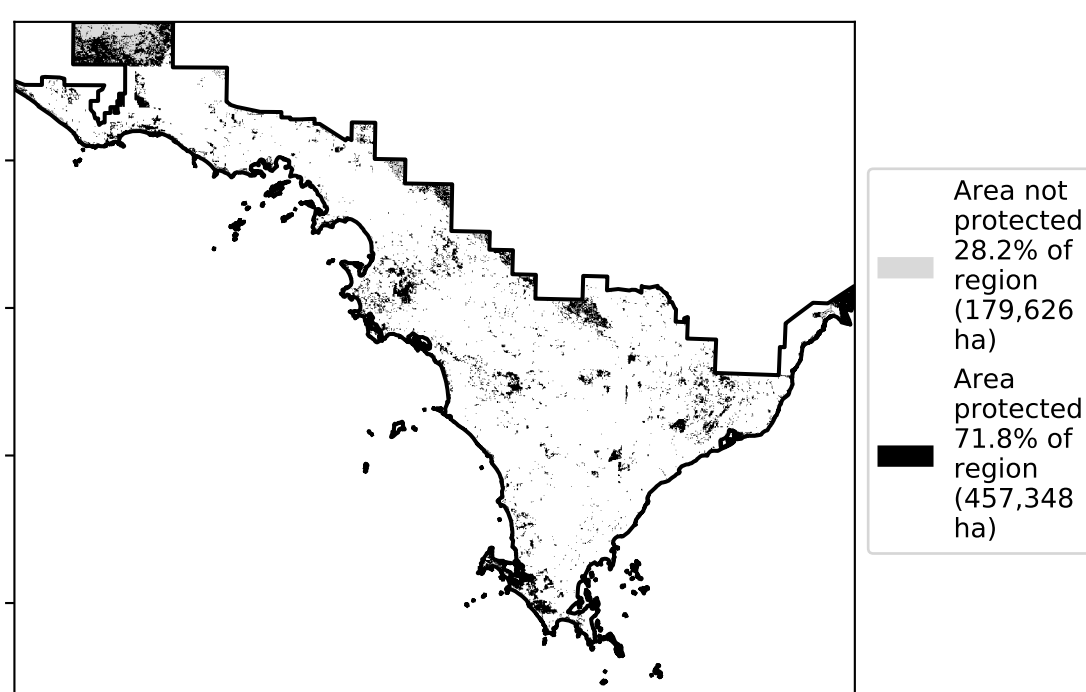 Area not
protected
28.2% of
region
(179,626
ha)
Area
protected
71.8% of
region
(457,348
ha)